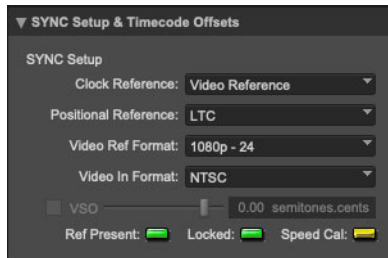 SYNC Setup & Timecode Offsets
SYNC Setup
Clock Reference: Video Reference
Positional Reference: LTC
Video Ref Format: 1080p - 24
Video In Format: NTSC
VSO 0.00 semitones.cents
Ref Present: Locked: Speed Cal: